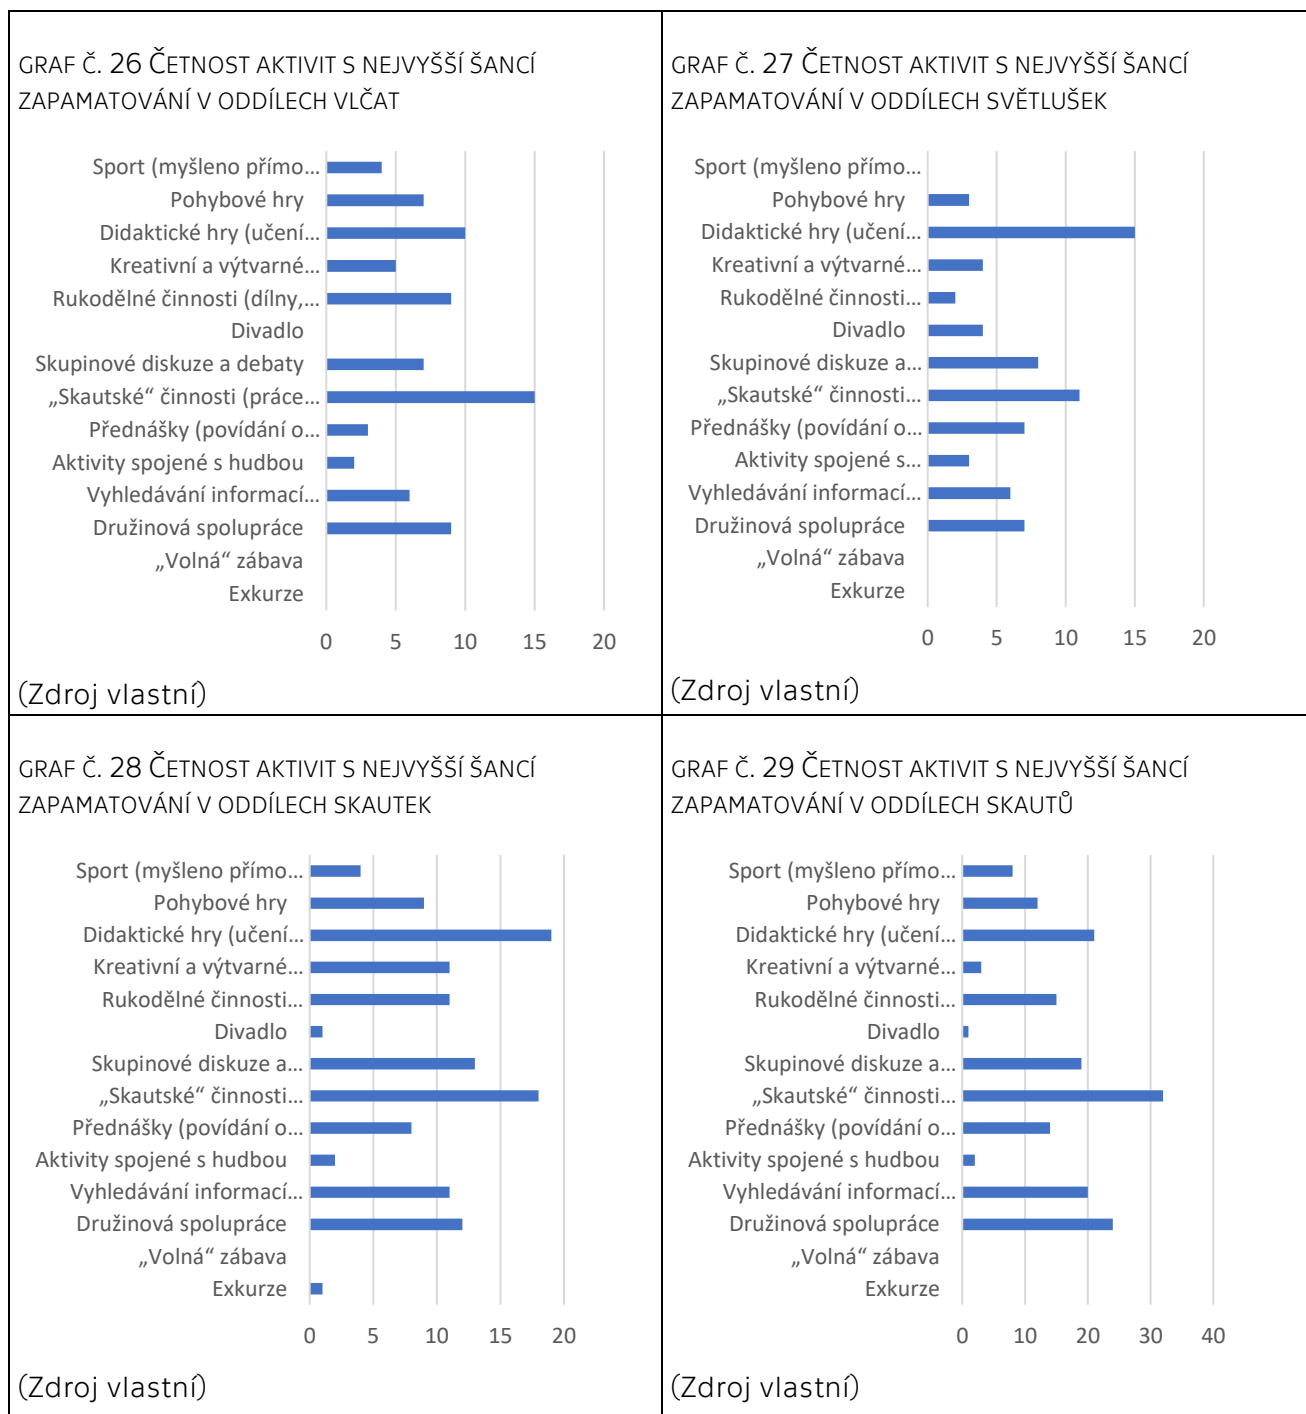 GRAF Č. 26 ČETNOST AKTIVIT S NEJVYŠŠÍ ŠANCÍ
ZAPAMATOVÁNÍ V ODDÍLECH VLČAT
Sport (myšleno přímo...
Pohybové hry
Didaktické hry (učení...
Kreativní a výtvarné...
Rukodělné činnosti (dílny,...
Divadlo
Skupinové diskuze a debaty
„Skautské“ činnosti (práce...
Přednášky (povídání o...
Aktivity spojené s hudbou
Vyhledávání informací...
Družinová spolupráce
„Volná“ zábava
Exkurze
0 5 10 15 20
(Zdroj vlastní)
GRAF Č. 27 ČETNOST AKTIVIT S NEJVYŠŠÍ ŠANCÍ
ZAPAMATOVÁNÍ V ODDÍLECH SVĚTLUŠEK
Sport (myšleno přímo...
Pohybové hry
Didaktické hry (učení...
Kreativní a výtvarné...
Rukodělné činnosti...
Divadlo
Skupinové diskuze a...
„Skautské“ činnosti...
Přednášky (povídání o...
Aktivity spojené s...
Vyhledávání informací...
Družinová spolupráce
„Volná“ zábava
Exkurze
0 5 10 15 20
(Zdroj vlastní)
GRAF Č. 28 ČETNOST AKTIVIT S NEJVYŠŠÍ ŠANCÍ
ZAPAMATOVÁNÍ V ODDÍLECH SKAUTEK
Sport (myšleno přímo...
Pohybové hry
Didaktické hry (učení...
Kreativní a výtvarné...
Rukodělné činnosti...
Divadlo
Skupinové diskuze a...
„Skautské“ činnosti...
Přednášky (povídání o...
Aktivity spojené s hudbou
Vyhledávání informací...
Družinová spolupráce
„Volná“ zábava
Exkurze
0 5 10 15 20
(Zdroj vlastní)
GRAF Č. 29 ČETNOST AKTIVIT S NEJVYŠŠÍ ŠANCÍ
ZAPAMATOVÁNÍ V ODDÍLECH SKAUTŮ
Sport (myšleno přímo...
Pohybové hry
Didaktické hry (učení...
Kreativní a výtvarné...
Rukodělné činnosti...
Divadlo
Skupinové diskuze a...
„Skautské“ činnosti...
Přednášky (povídání o...
Aktivity spojené s hudbou
Vyhledávání informací...
Družinová spolupráce
„Volná“ zábava
Exkurze
0 10 20 30 40
(Zdroj vlastní)